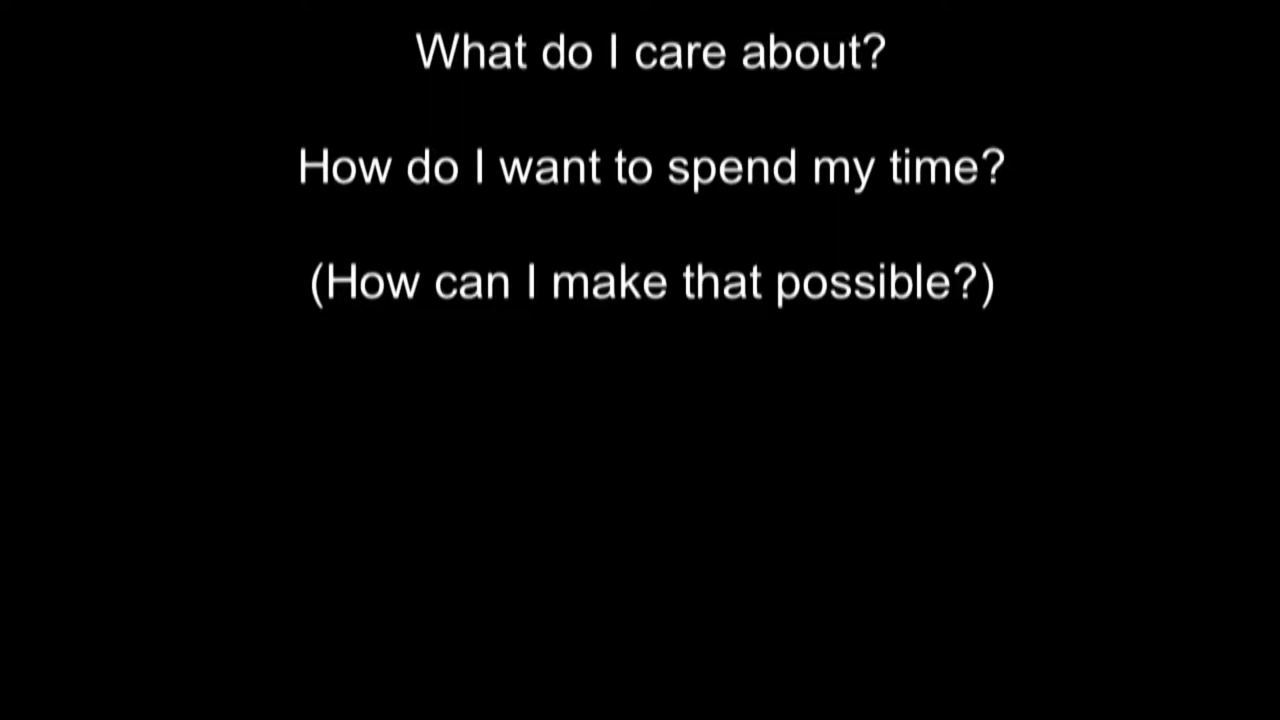 What do I care about?
How do I want to spend my time?
(How can I make that possible?)